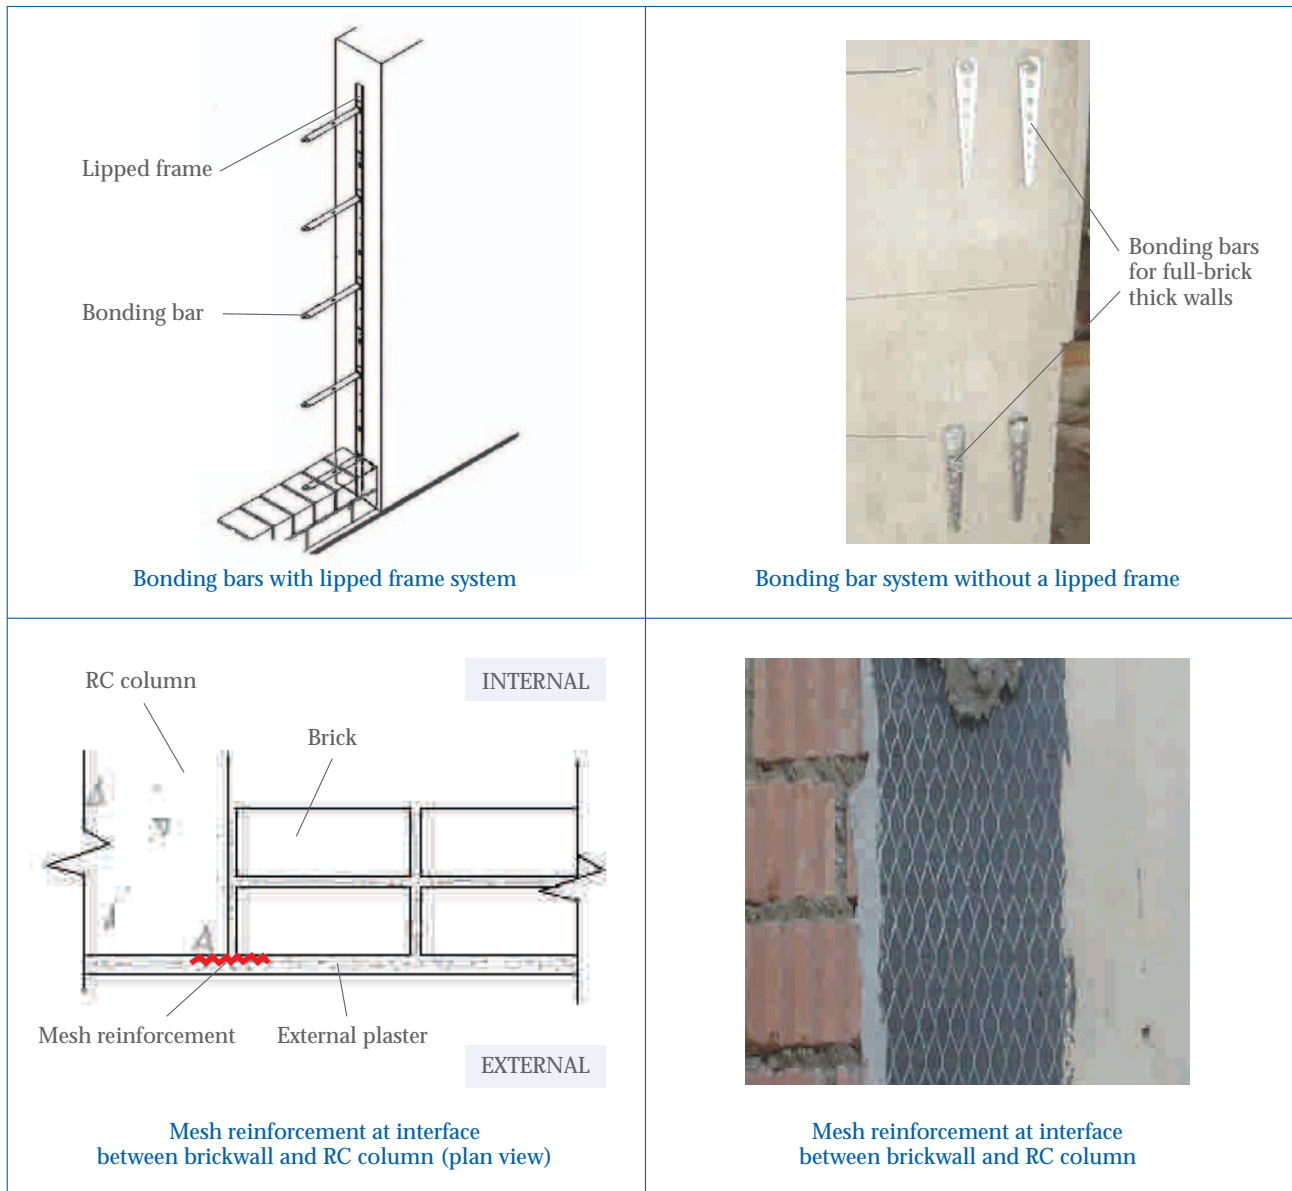 Lipped frame
Bonding bar
Bonding bars with lipped frame system
Bonding bars
for full-brick
thick walls
Bonding bar system without a lipped frame
RC column
INTERNAL
Brick
Mesh reinforcement
External plaster
EXTERNAL
Mesh reinforcement at interface
between brickwall and RC column (plan view)
Mesh reinforcement at interface
between brickwall and RC column